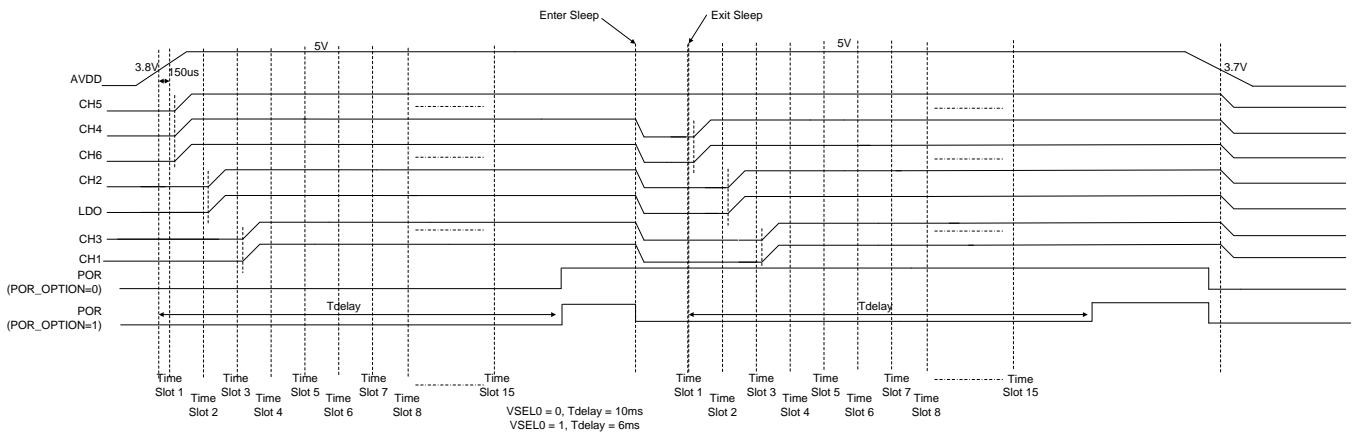 Enter Sleep
Exit Sleep
5V
5V
3.8V
150us
3.7V
AVDD
CH5
CH4
CH6
CH2
LDO
CH3
CH1
POR
(POR_OPTION=0)
POR
(POR_OPTION=1)
Tdelay
Tdelay
Time
Slot 1
Time
Slot 2
Time
Slot 3
Time
Slot 4
Time
Slot 5
Time
Slot 6
Time
Slot 7
Time
Slot 8
Time
Slot 15
Time
Slot 1
Time
Slot 2
Time
Slot 3
Time
Slot 4
Time
Slot 5
Time
Slot 6
Time
Slot 7
Time
Slot 8
Time
Slot 15
VSEL0 = 0, Tdelay = 10ms
VSEL0 = 1, Tdelay = 6ms